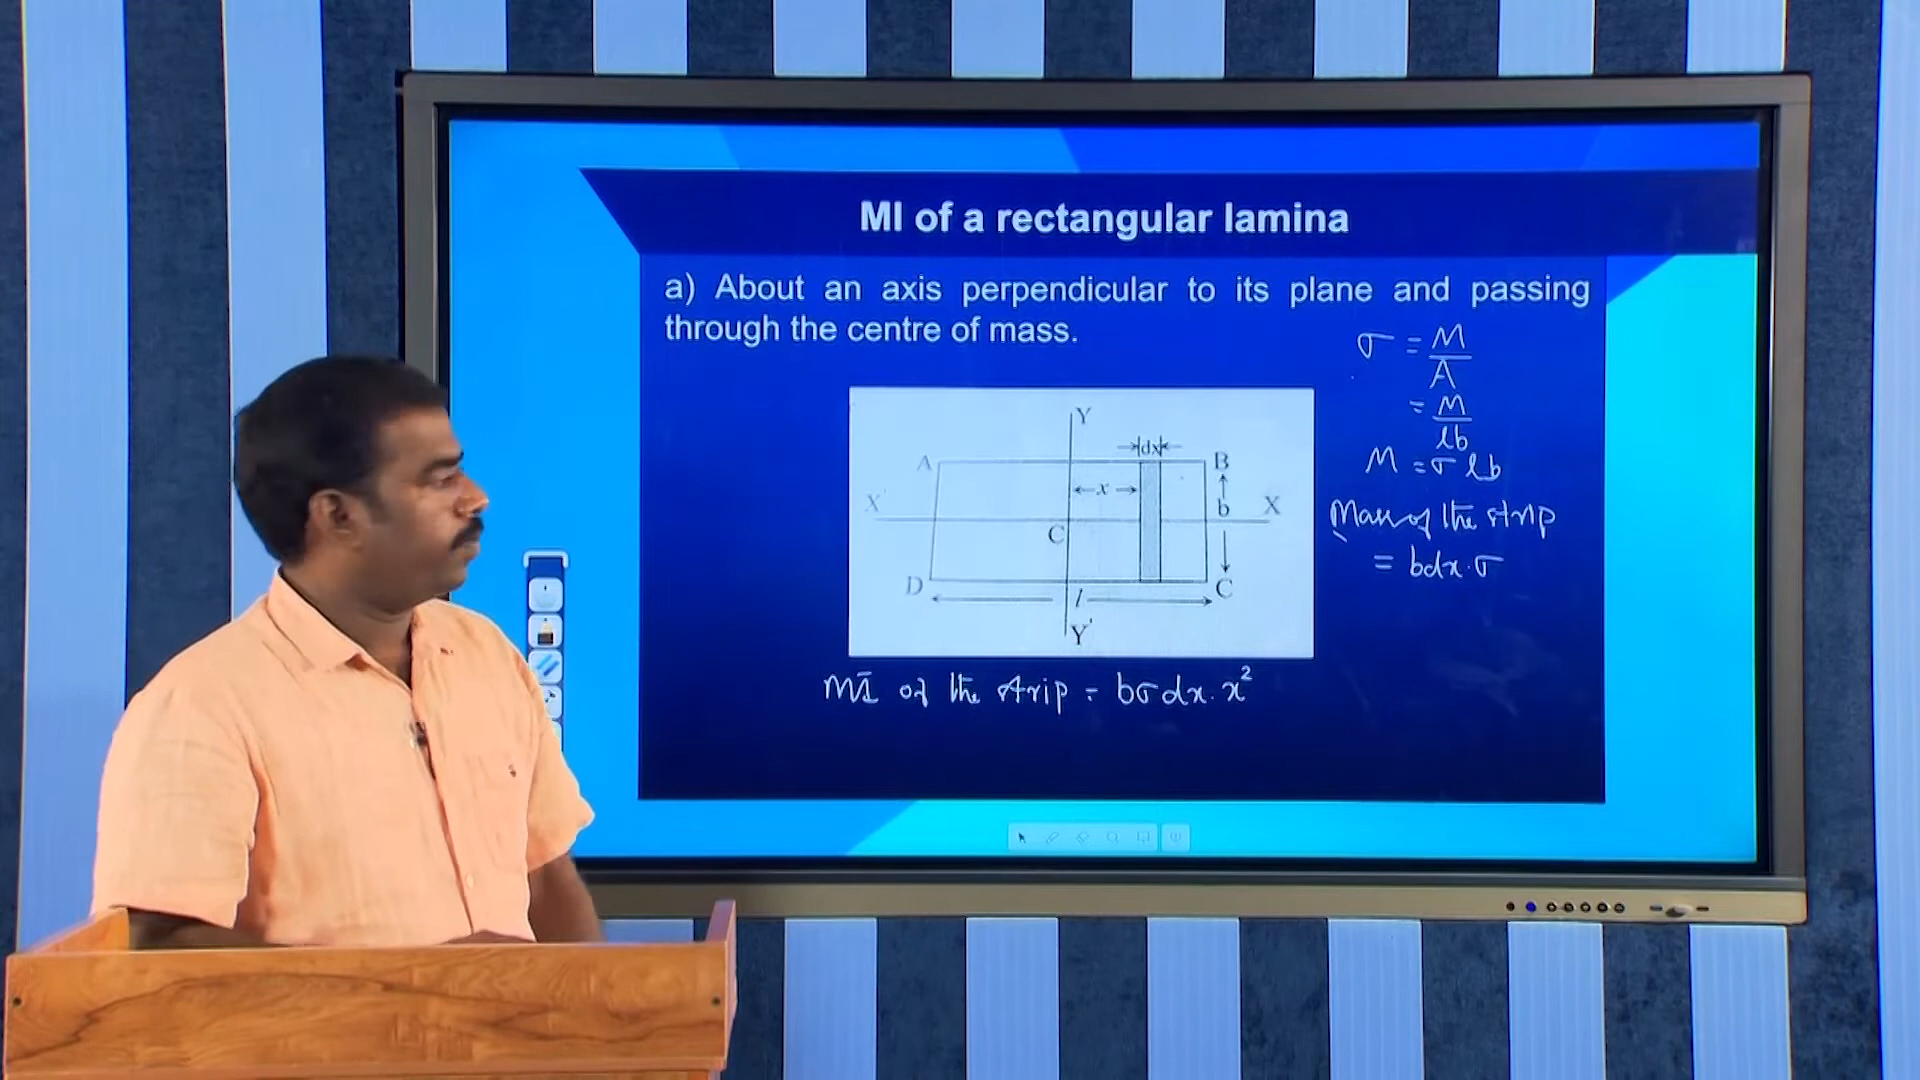 MI of a rectangular lamina
a) About an axis perpendicular to its plane and passing
through the centre of mass.
σ = M/A
= M/lb
M = σ lb
Mass of the strip
= bdx.σ
Y
dx
A
B
x
X'
b
X
C
D
C
l
Y'
MI of the strip = bσdx.x²